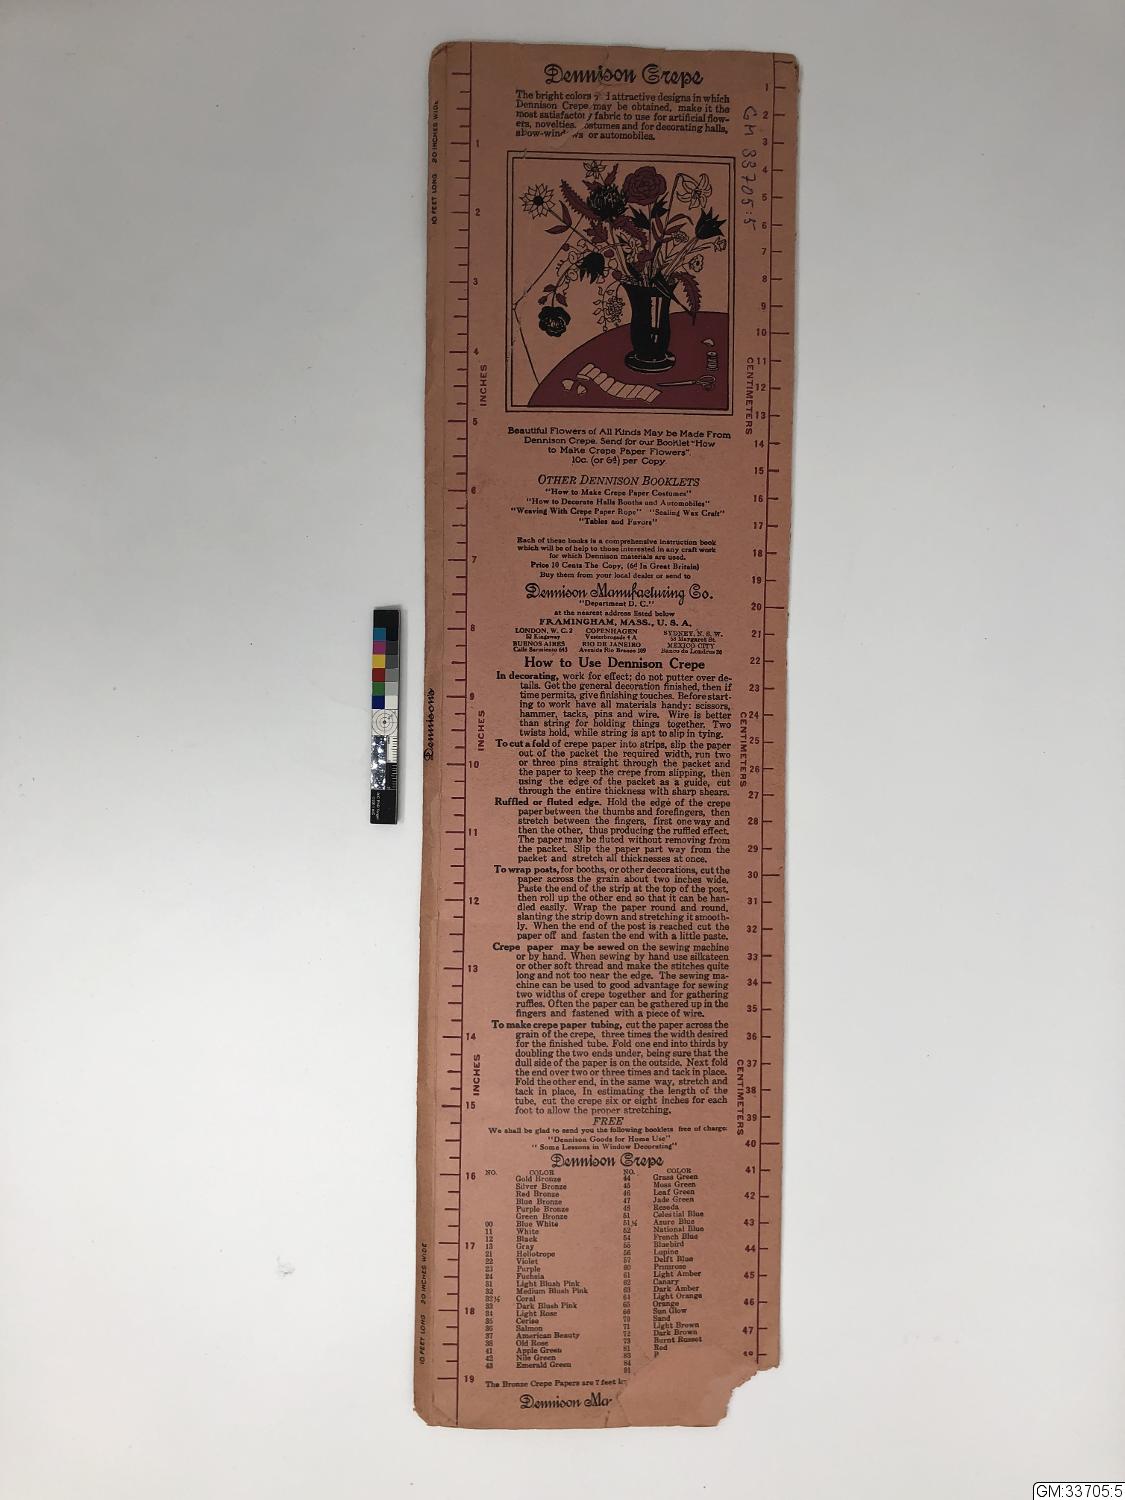 Dennison Crepe
The bright colors attractive designs in which
Dennison Crepe may be obtained, make it the
most satisfactory fabric to use for artificial flow-
ers, novelties, costumes and for decorating halls,
show-windows or automobiles.
GM 33705:5
10 FEET LONG 20 INCHES WIDE
INCHES
CENTIMETERS
Beautiful Flowers of All Kinds May be Made From
Dennison Crepe. Send for our Booklet "How
to Make Crepe Paper Flowers".
10c. (or 6d) per Copy
OTHER DENNISON BOOKLETS
"How to Make Crepe Paper Costumes"
"How to Decorate Halls Booths and Automobiles"
"Weaving With Crepe Paper Rope" "Sealing Wax Craft"
"Tables and Favors"
Each of these books is a comprehensive instruction book
which will be of help to those interested in any craft work
for which Dennison materials are used.
Price 10 Cents The Copy, (6d In Great Britain)
Buy them from your local dealer or send to
Dennison Manufacturing Co.
"Department D. C."
at the nearest address listed below
FRAMINGHAM, MASS., U. S. A.
LONDON, W. C. 2 COPENHAGEN SYDNEY, N. S. W.
52 Kingsway Vesterbrogade 4 A 53 Margaret St.
BUENOS AIRES RIO DE JANEIRO MEXICO CITY
Calle Sarmiento 643 Avenida Rio Branco 109 Banco de Londres
How to Use Dennison Crepe
In decorating, work for effect; do not putter over de-
tails. Get the general decoration finished, then if
time permits, give finishing touches. Before start-
ing to work have all materials handy: scissors,
hammer, tacks, pins and wire. Wire is better
than string for holding things together. Two
twists hold, while string is apt to slip in tying.
To cut a fold of crepe paper into strips, slip the paper
out of the packet the required width, run two
or three pins straight through the packet and
the paper to keep the crepe from slipping, then
using the edge of the packet as a guide, cut
through the entire thickness with sharp shears.
Ruffled or fluted edge. Hold the edge of the crepe
paper between the thumbs and forefingers, then
stretch between the fingers, first one way and
then the other, thus producing the ruffled effect.
The paper may be fluted without removing from
the packet. Slip the paper part way from the
packet and stretch all thicknesses at once.
To wrap posts, for booths, or other decorations, cut the
paper across the grain about two inches wide.
Paste the end of the strip at the top of the post,
then roll up the other end so that it can be han-
dled easily. Wrap the paper round and round,
slanting the strip down and stretching it smooth-
ly. When the end of the post is reached cut the
paper off and fasten the end with a little paste.
Crepe paper may be sewed on the sewing machine
or by hand. When sewing by hand use silkateen
or other soft thread and make the stitches quite
long and not too near the edge. The sewing ma-
chine can be used to good advantage for sewing
two widths of crepe together and for gathering
ruffles. Often the paper can be gathered up in the
fingers and fastened with a piece of wire.
To make crepe paper tubing, cut the paper across the
grain of the crepe, three times the width desired
for the finished tube. Fold one end into thirds by
doubling the two ends under, being sure that the
dull side of the paper is on the outside. Next fold
the end over two or three times and tack in place.
Fold the other end, in the same way, stretch and
tack in place, In estimating the length of the
tube, cut the crepe six or eight inches for each
foot to allow the proper stretching.
FREE
We shall be glad to send you the following booklets free of charge:
"Dennison Goods for Home Use"
"Some Lessons in Window Decorating"
Dennison Crepe
NO. COLOR
Gold Bronze
Silver Bronze
Red Bronze
Blue Bronze
Purple Bronze
Green Bronze
00 Blue White
11 White
12 Black
13 Gray
21 Heliotrope
22 Violet
23 Purple
24 Fuchsia
31 Light Blush Pink
32 Medium Blush Pink
32½ Coral
33 Dark Blush Pink
34 Light Rose
35 Cerise
36 Salmon
37 American Beauty
38 Old Rose
41 Apple Green
42 Nile Green
43 Emerald Green
NO. COLOR
44 Grass Green
45 Moss Green
46 Leaf Green
47 Jade Green
48 Reseda
51 Celestial Blue
51½ Azure Blue
52 National Blue
54 French Blue
55 Bluebird
56 Lupine
57 Delft Blue
60 Primrose
61 Light Amber
62 Canary
63 Dark Amber
64 Light Orange
65 Orange
66 Sun Glow
70 Sand
71 Light Brown
72 Dark Brown
73 Burnt Russet
81 Red
83 P
84
91
The Bronze Crepe Papers are 7 feet
Dennison Ma
Dennison's
10 FEET LONG 20 INCHES WIDE
GM:33705:5